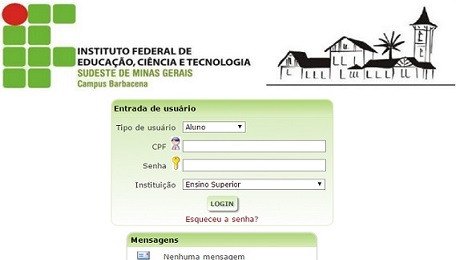 INSTITUTO FEDERAL DE
EDUCAÇÃO, CIÊNCIA E TECNOLOGIA
SUDESTE DE MINAS GERAIS
Campus Barbacena
Entrada de usuário
Tipo de usuário Aluno
CPF
Senha
Instituição Ensino Superior
LOGIN
Esqueceu a senha?
Mensagens
Nenhuma mensagem